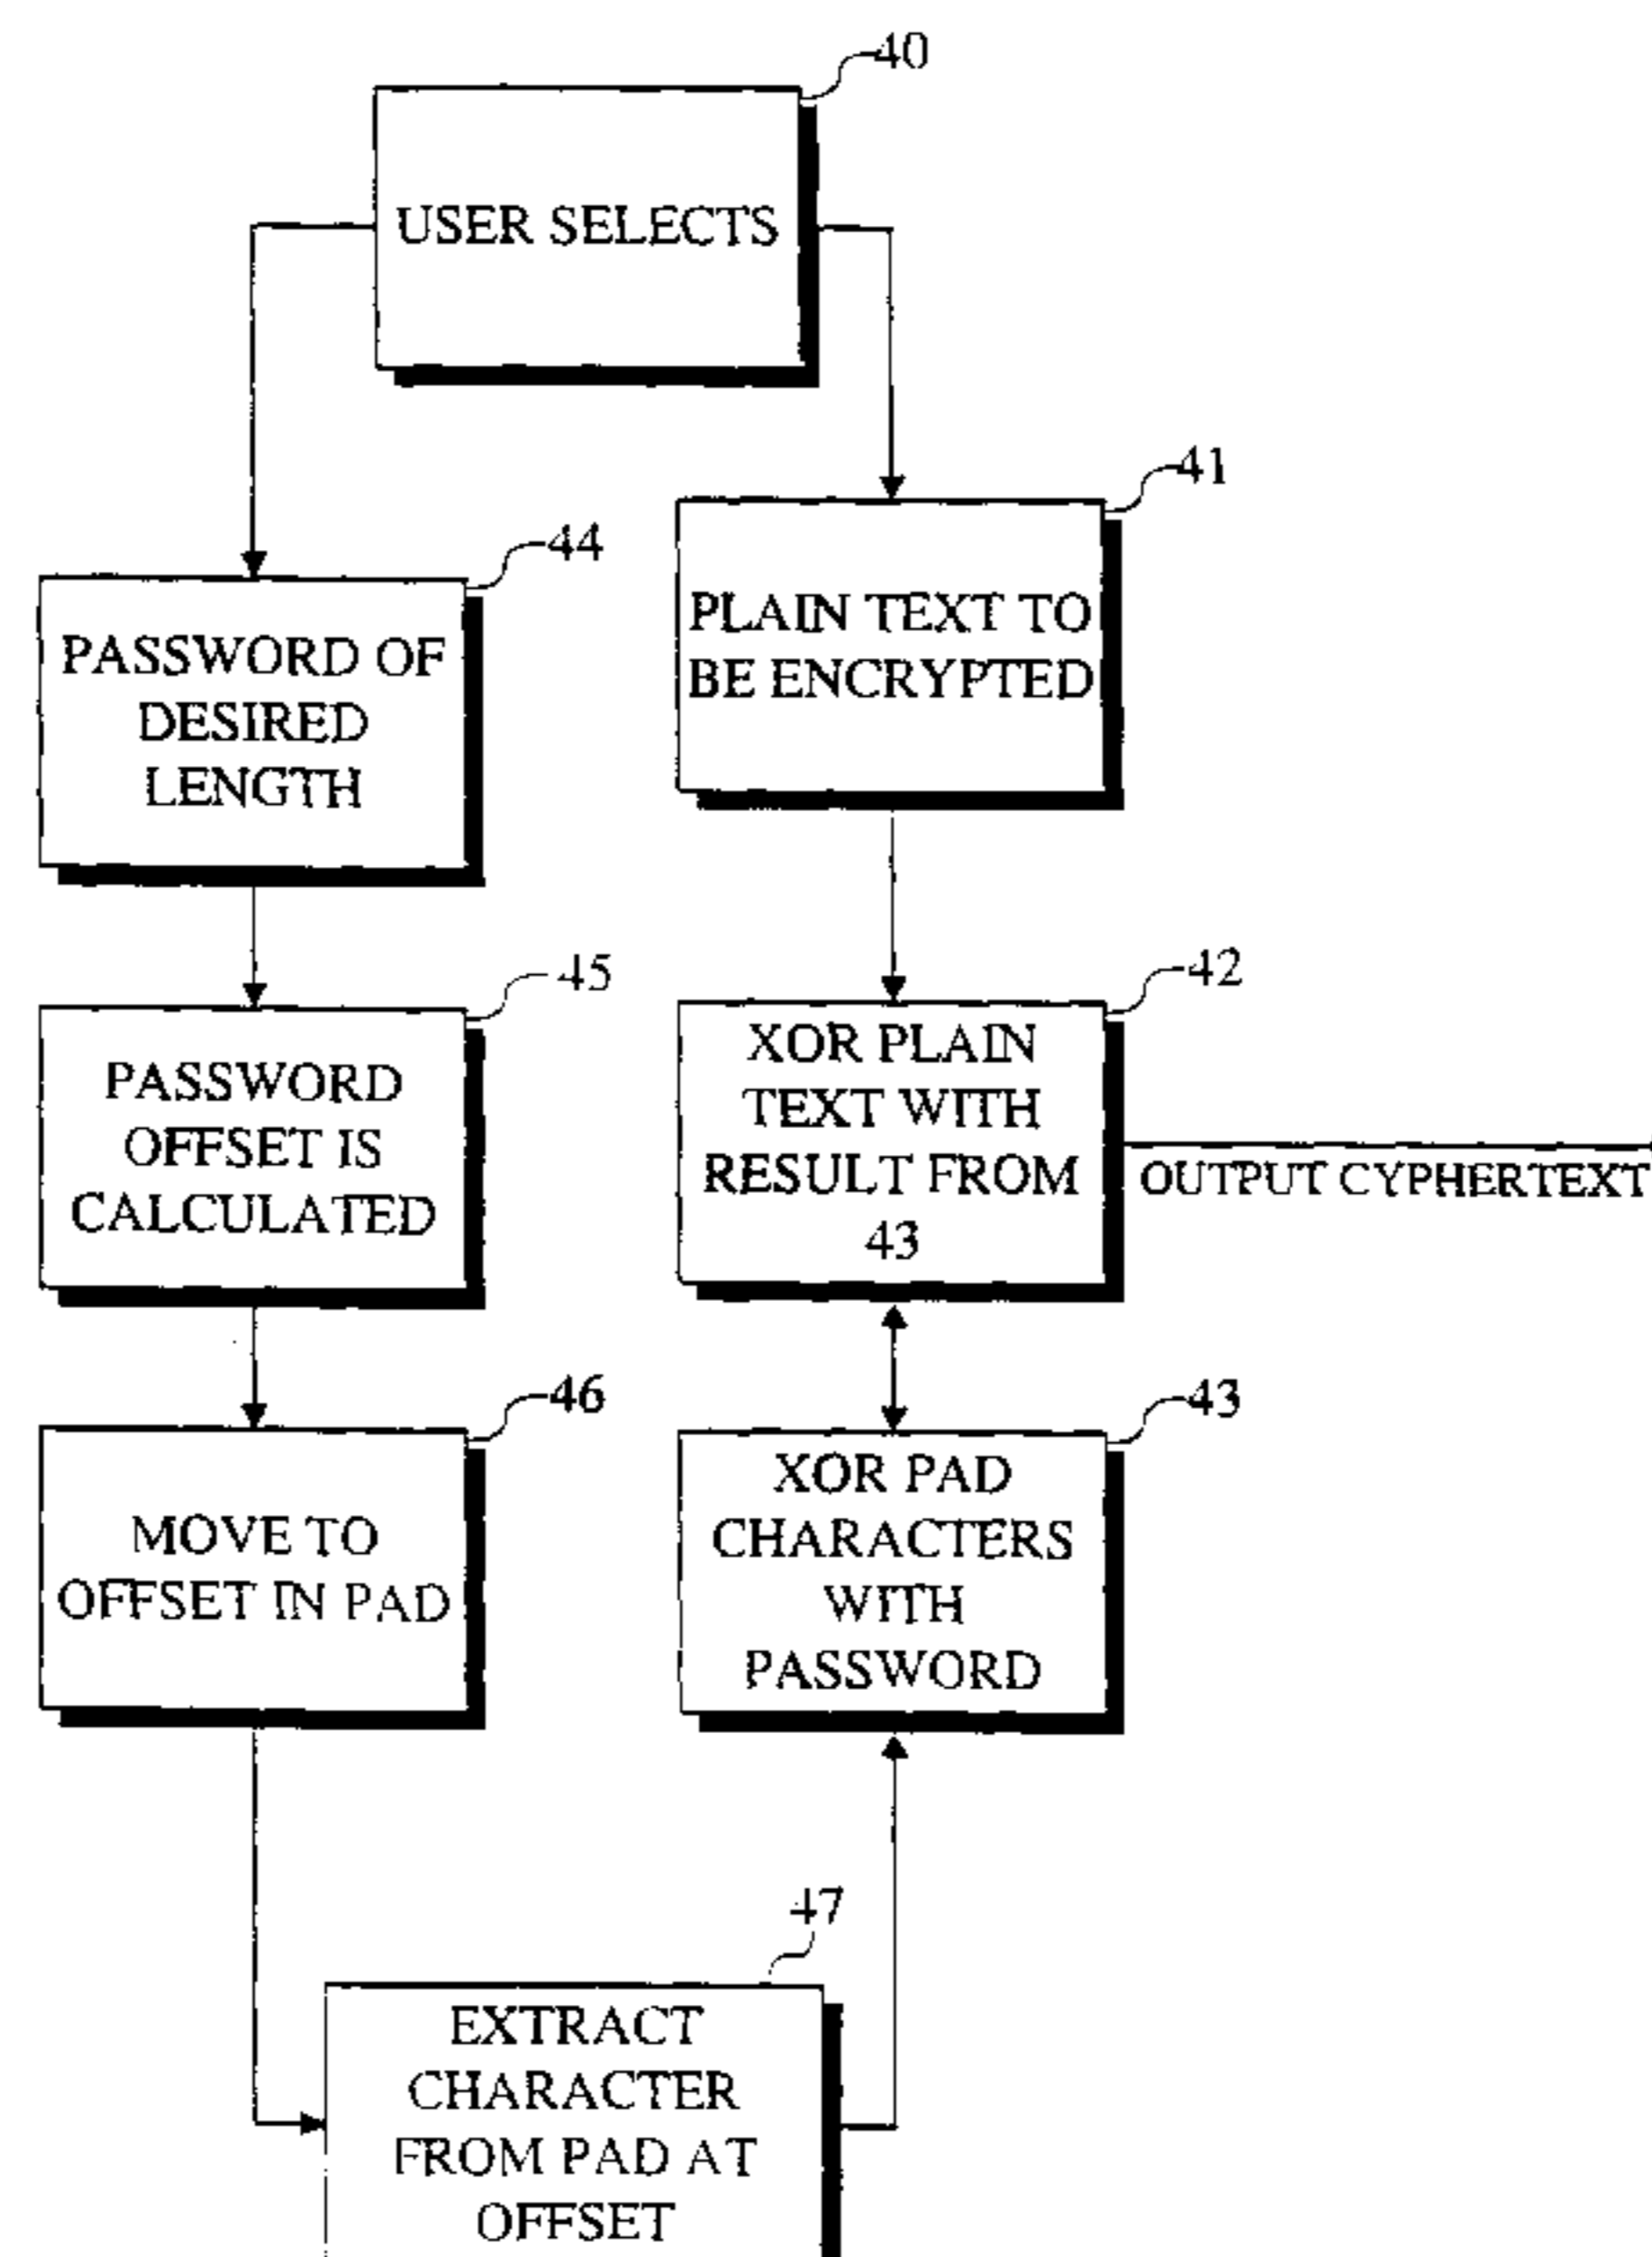 40
USER SELECTS
41
44
PLAIN TEXT TO
BE ENCRYPTED
PASSWORD OF
DESIRED
LENGTH
42
45
XOR PLAIN
TEXT WITH
RESULT FROM
43
PASSWORD
OFFSET IS
CALCULATED
OUTPUT CYPHERTEXT
46
43
MOVE TO
OFFSET IN PAD
XOR PAD
CHARACTERS
WITH
PASSWORD
47
EXTRACT
CHARACTER
FROM PAD AT
OFFSET